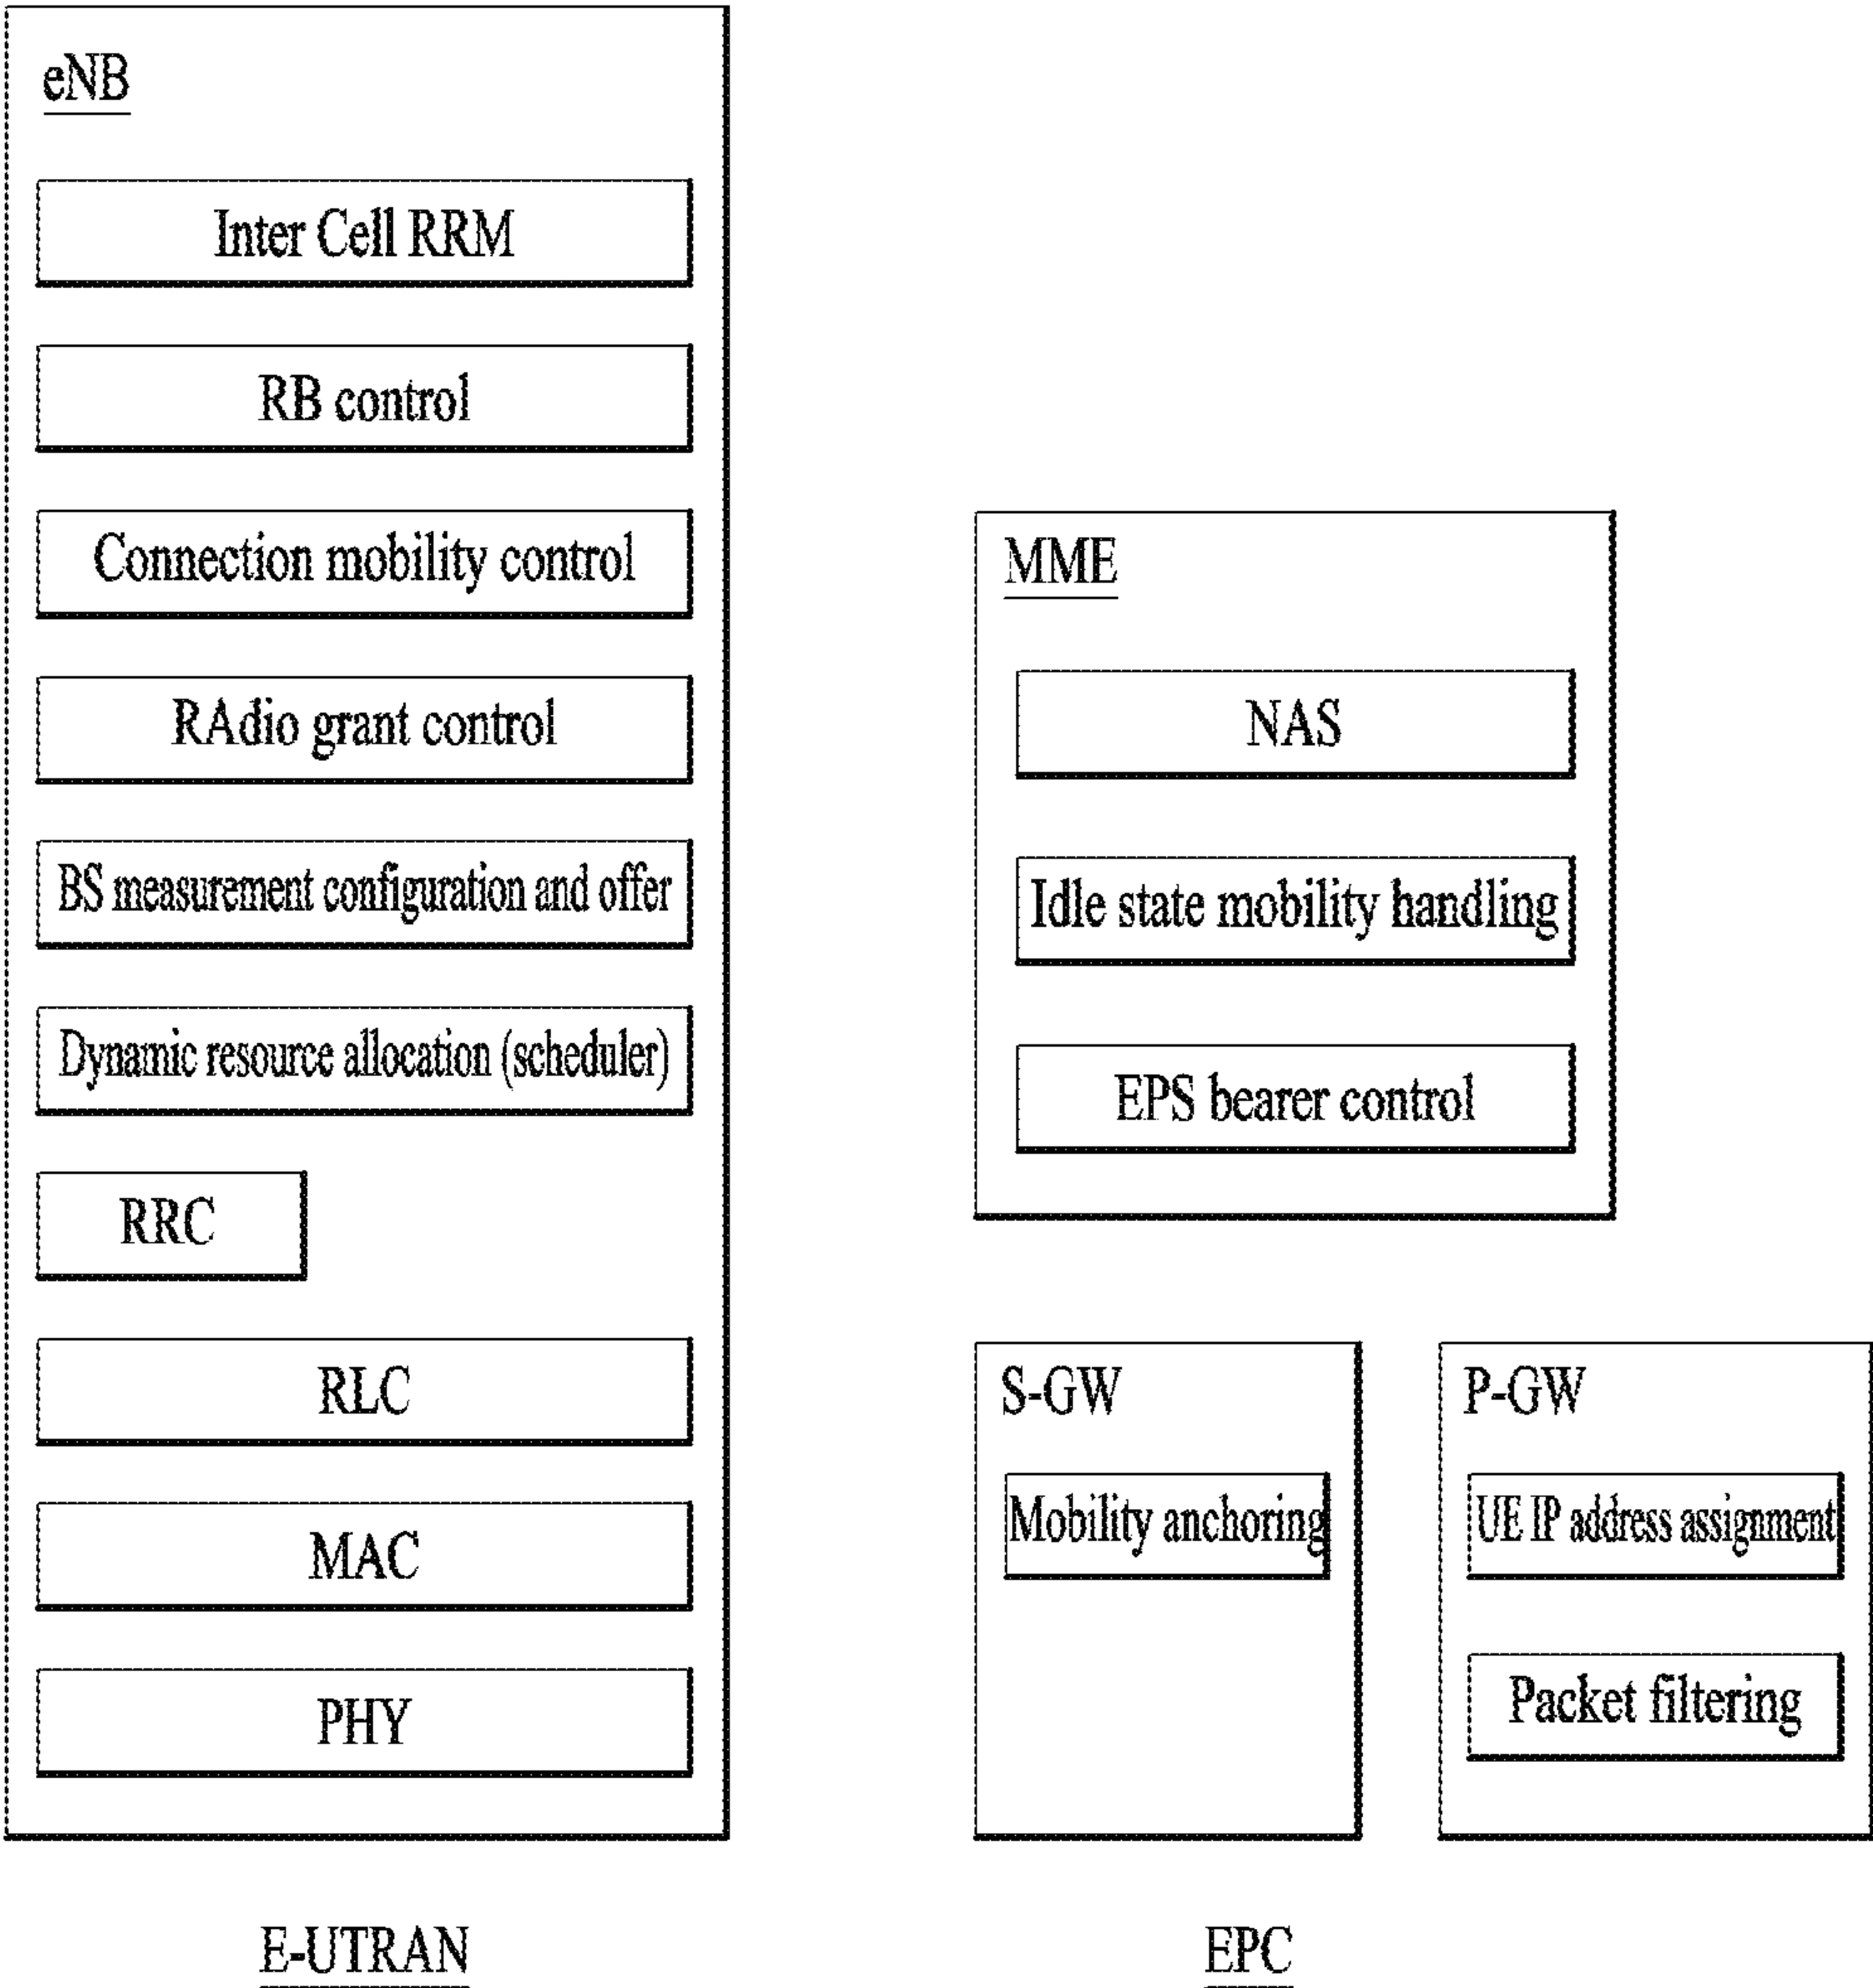 eNB
Inter Cell RRM
RB control
Connection mobility control
RAdio grant control
BS measurement configuration and offer
Dynamic resource allocation (scheduler)
RRC
RLC
MAC
PHY
E-UTRAN
MME
NAS
Idle state mobility handling
EPS bearer control
S-GW
Mobility anchoring
P-GW
UE IP address assignment
Packet filtering
EPC